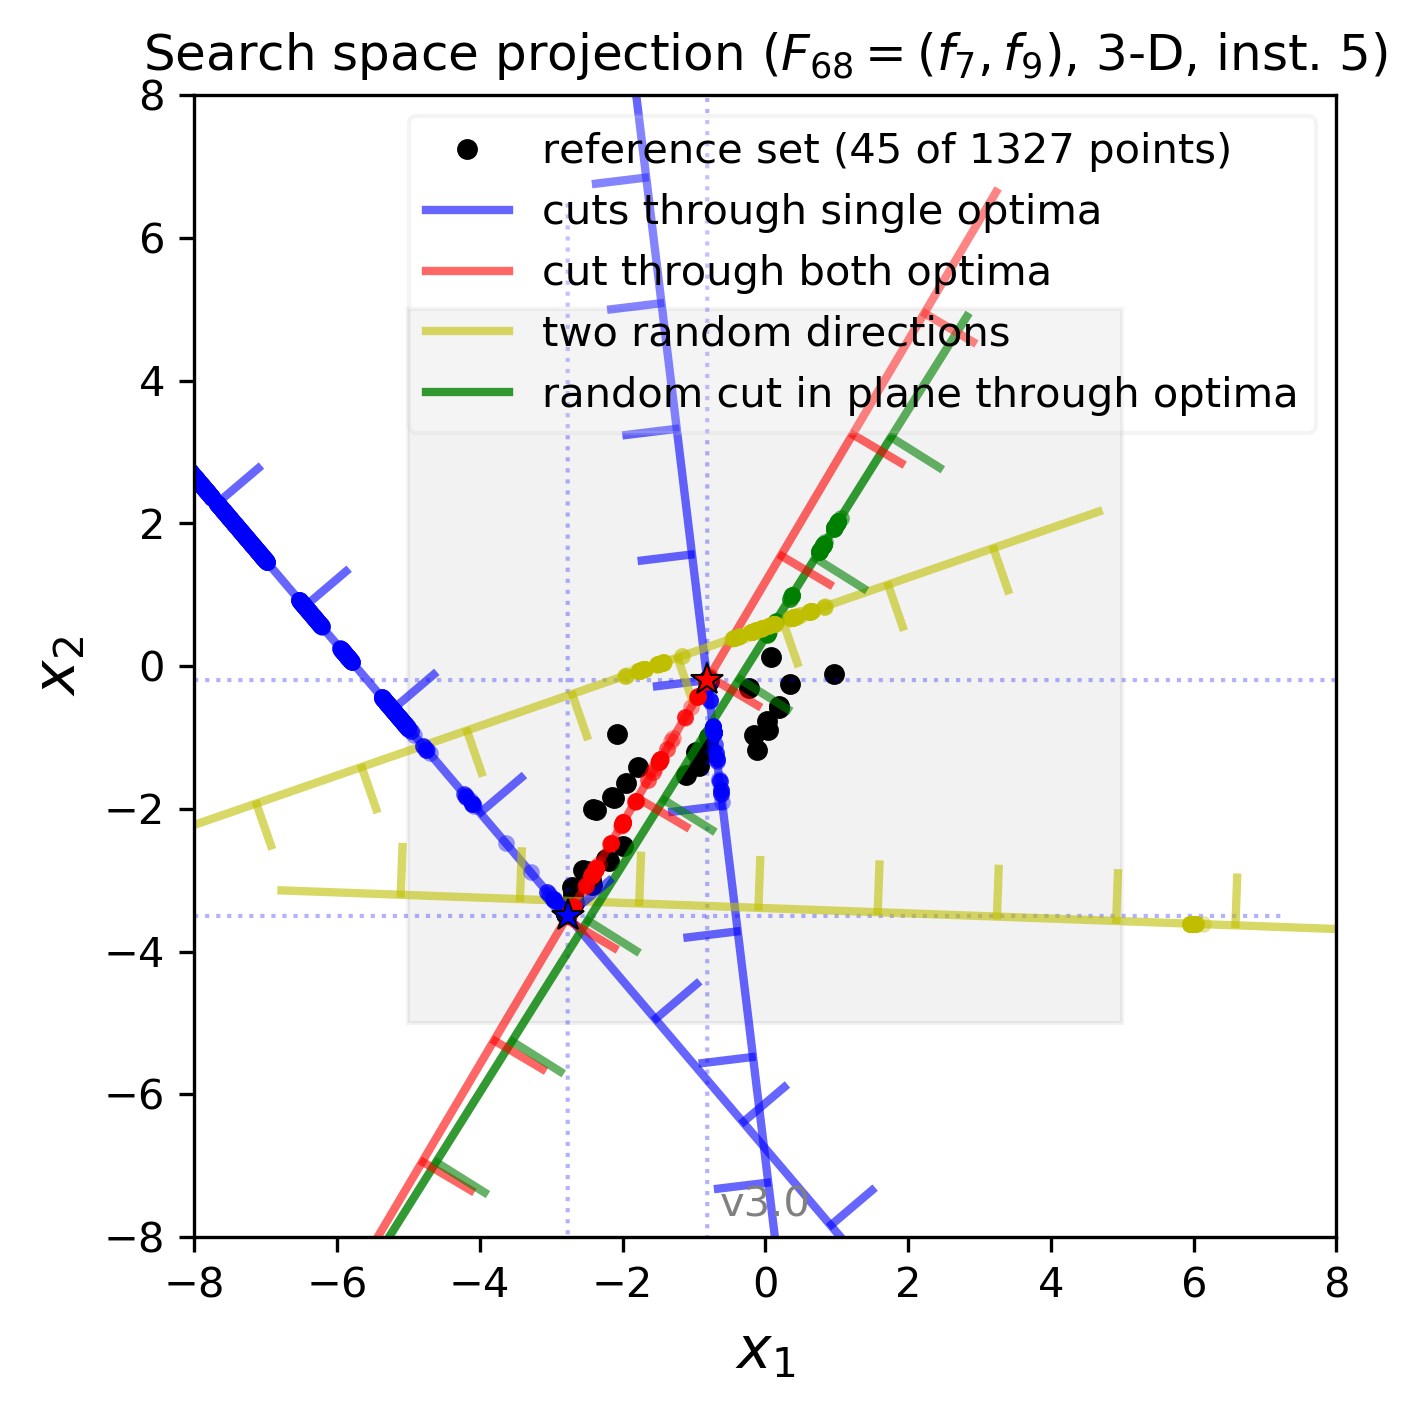 Search space projection (F₆₈ = (f₇, f₉), 3-D, inst. 5)
reference set (45 of 1327 points)
cuts through single optima
cut through both optima
two random directions
random cut in plane through optima
8
6
4
2
0
−2
−4
−6
−8
x₂
v3.0
−8 −6 −4 −2 0 2 4 6 8
x₁